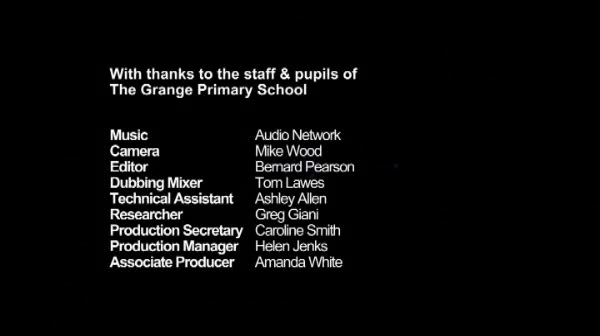 With thanks to the staff & pupils of
The Grange Primary School
Music Audio Network
Camera Mike Wood
Editor Bernard Pearson
Dubbing Mixer Tom Lawes
Technical Assistant Ashley Allen
Researcher Greg Giani
Production Secretary Caroline Smith
Production Manager Helen Jenks
Associate Producer Amanda White